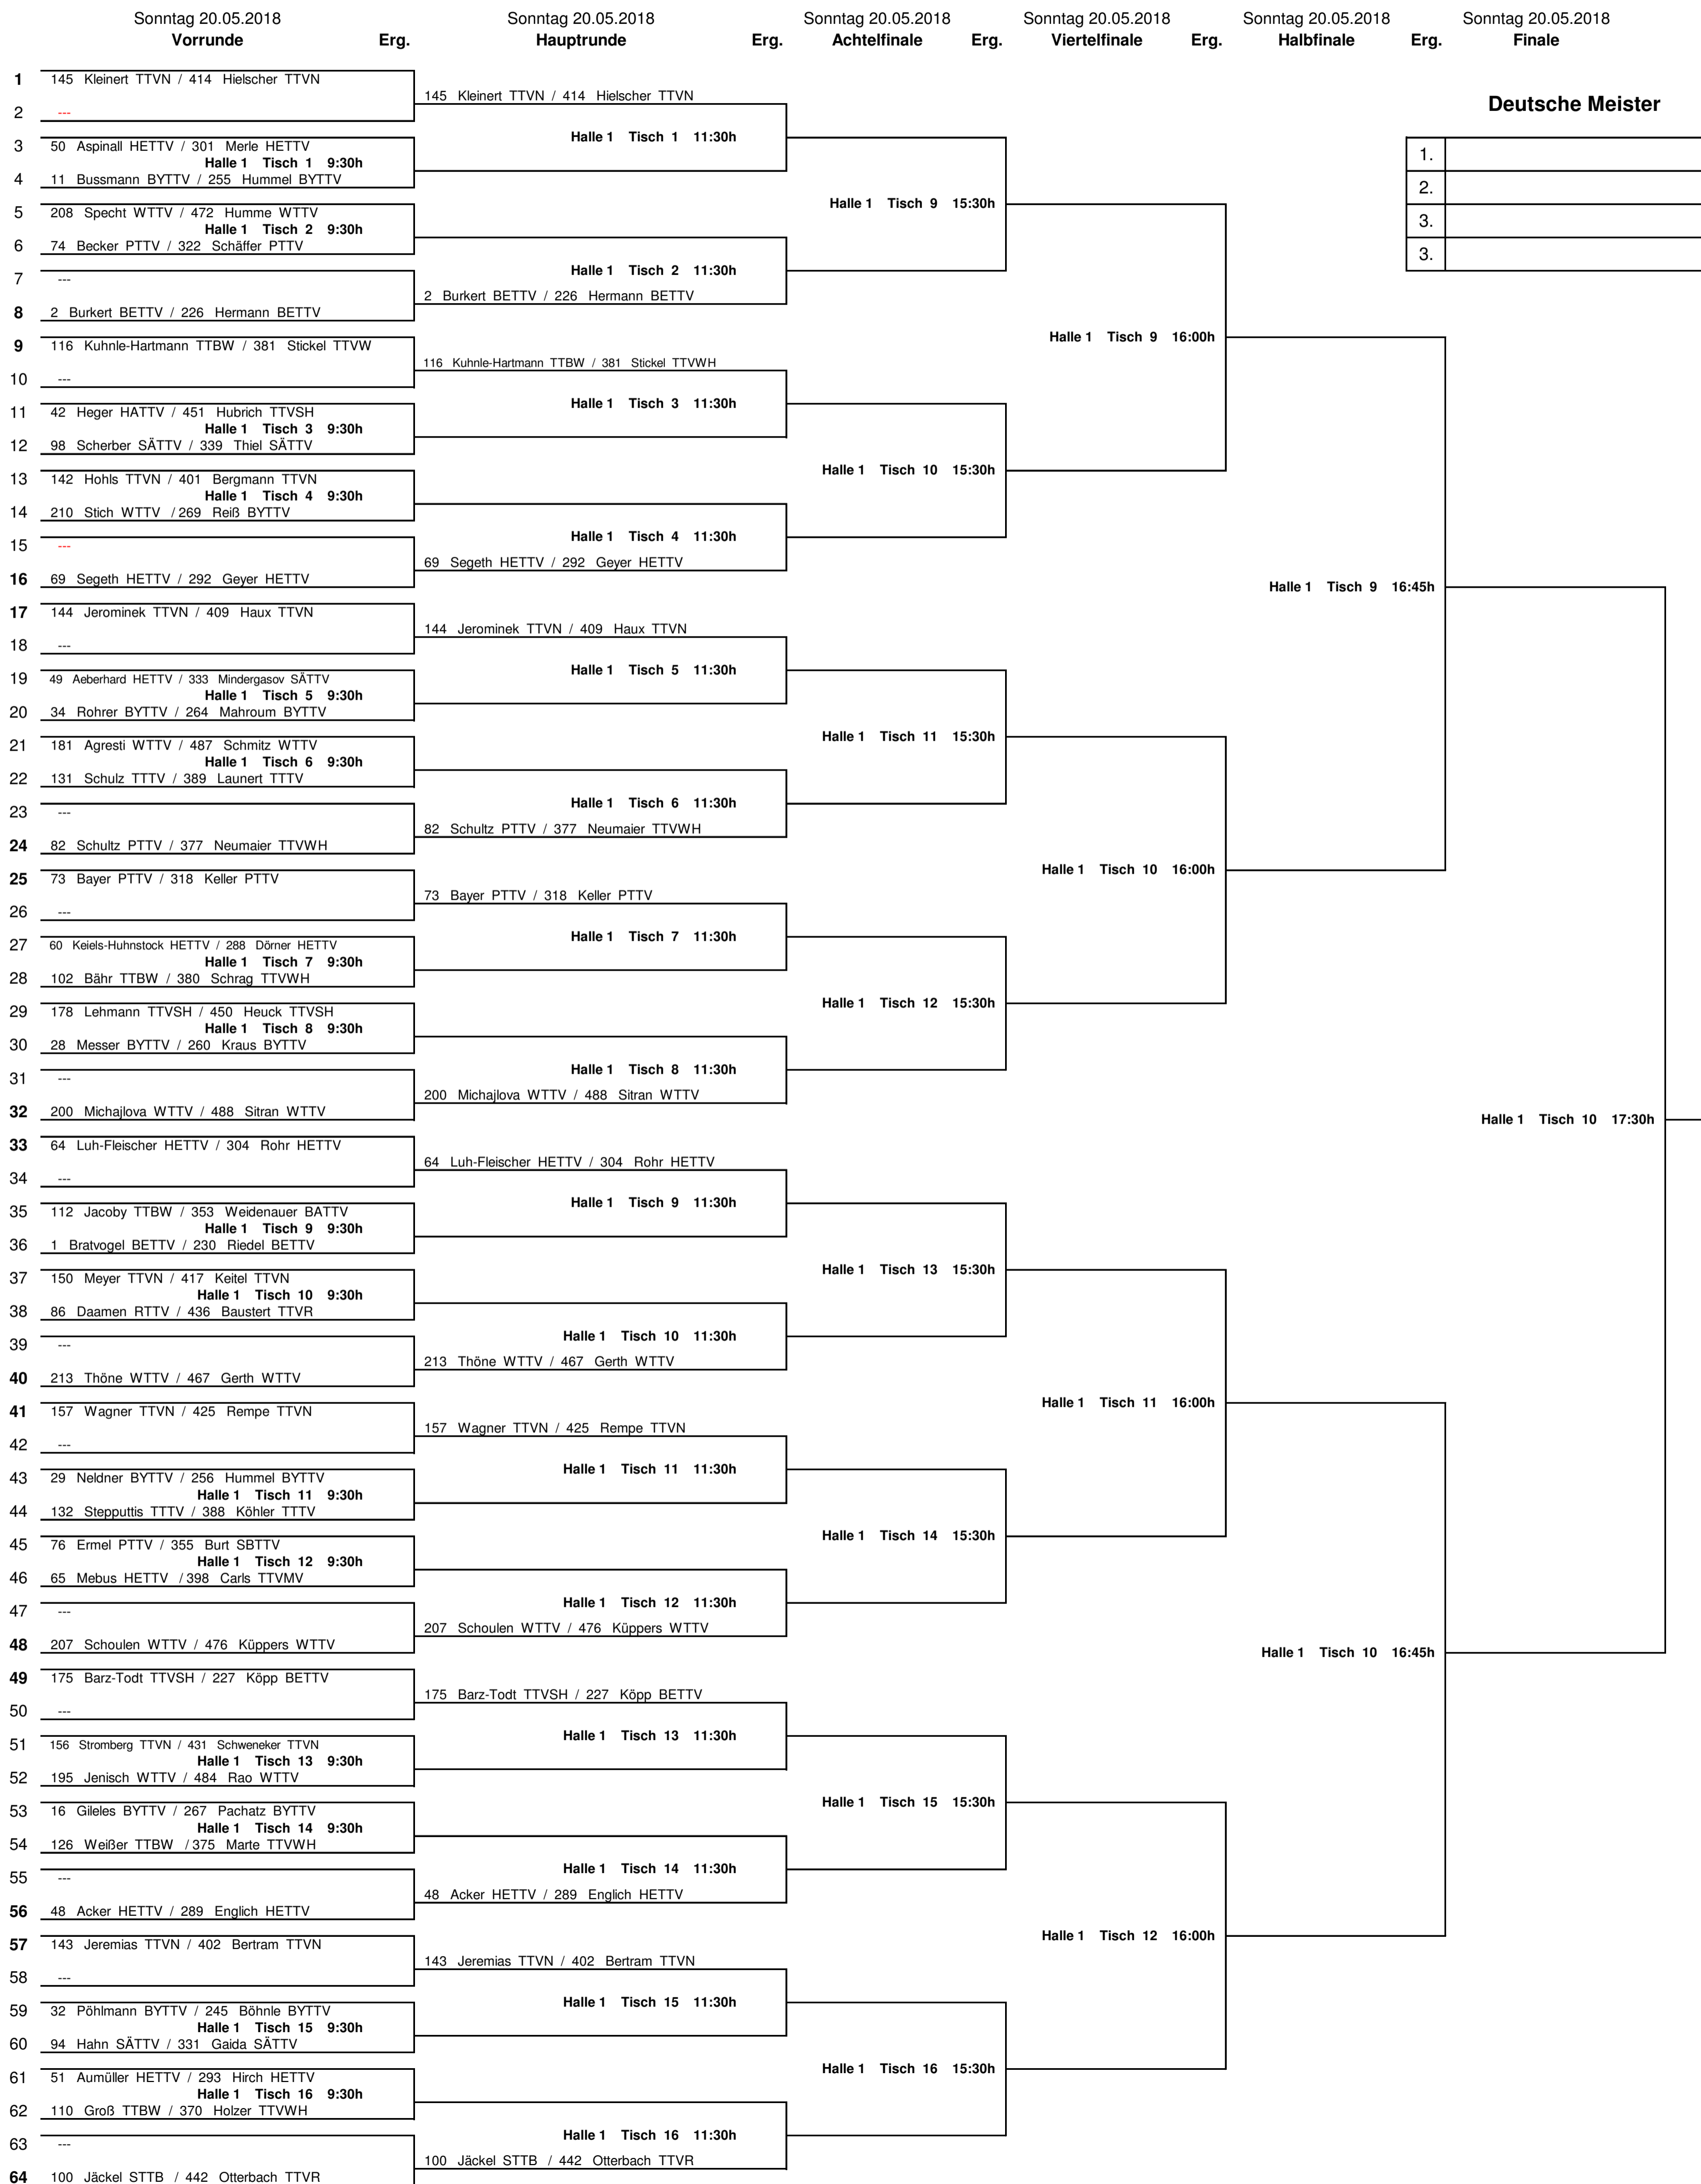 Sonntag 20.05.2018 Sonntag 20.05.2018 Sonntag 20.05.2018 Sonntag 20.05.2018 Sonntag 20.05.2018 Sonntag 20.05.2018
Vorrunde Erg. Hauptrunde Erg. Achtelfinale Erg. Viertelfinale Erg. Halbfinale Erg. Finale
1 145 Kleinert TTVN / 414 Hielscher TTVN
145 Kleinert TTVN / 414 Hielscher TTVN
Deutsche Meister
2 ---
Halle 1 Tisch 1 11:30h
3 50 Aspinall HETTV / 301 Merle HETTV
1.
Halle 1 Tisch 1 9:30h
4 11 Bussmann BYTTV / 255 Hummel BYTTV
2.
Halle 1 Tisch 9 15:30h
5 208 Specht WTTV / 472 Humme WTTV
3.
Halle 1 Tisch 2 9:30h
6 74 Becker PTTV / 322 Schäffer PTTV
3.
Halle 1 Tisch 2 11:30h
7 ---
2 Burkert BETTV / 226 Hermann BETTV
8 2 Burkert BETTV / 226 Hermann BETTV
Halle 1 Tisch 9 16:00h
9 116 Kuhnle-Hartmann TTBW / 381 Stickel TTVW
116 Kuhnle-Hartmann TTBW / 381 Stickel TTVWH
10 ---
Halle 1 Tisch 3 11:30h
11 42 Heger HATTV / 451 Hubrich TTVSH
Halle 1 Tisch 3 9:30h
12 98 Scherber SÄTTV / 339 Thiel SÄTTV
Halle 1 Tisch 10 15:30h
13 142 Hohls TTVN / 401 Bergmann TTVN
Halle 1 Tisch 4 9:30h
14 210 Stich WTTV / 269 Reiß BYTTV
Halle 1 Tisch 4 11:30h
15 ---
69 Segeth HETTV / 292 Geyer HETTV
16 69 Segeth HETTV / 292 Geyer HETTV
Halle 1 Tisch 9 16:45h
17 144 Jerominek TTVN / 409 Haux TTVN
144 Jerominek TTVN / 409 Haux TTVN
18 ---
Halle 1 Tisch 5 11:30h
19 49 Aeberhard HETTV / 333 Mindergasov SÄTTV
Halle 1 Tisch 5 9:30h
20 34 Rohrer BYTTV / 264 Mahroum BYTTV
Halle 1 Tisch 11 15:30h
21 181 Agresti WTTV / 487 Schmitz WTTV
Halle 1 Tisch 6 9:30h
22 131 Schulz TTTV / 389 Launert TTTV
Halle 1 Tisch 6 11:30h
23 ---
82 Schultz PTTV / 377 Neumaier TTVWH
24 82 Schultz PTTV / 377 Neumaier TTVWH
Halle 1 Tisch 10 16:00h
25 73 Bayer PTTV / 318 Keller PTTV
73 Bayer PTTV / 318 Keller PTTV
26 ---
Halle 1 Tisch 7 11:30h
27 60 Keiels-Huhnstock HETTV / 288 Dörner HETTV
Halle 1 Tisch 7 9:30h
28 102 Bähr TTBW / 380 Schrag TTVWH
Halle 1 Tisch 12 15:30h
29 178 Lehmann TTVSH / 450 Heuck TTVSH
Halle 1 Tisch 8 9:30h
30 28 Messer BYTTV / 260 Kraus BYTTV
Halle 1 Tisch 8 11:30h
31 ---
200 Michajlova WTTV / 488 Sitran WTTV
32 200 Michajlova WTTV / 488 Sitran WTTV
Halle 1 Tisch 10 17:30h
33 64 Luh-Fleischer HETTV / 304 Rohr HETTV
64 Luh-Fleischer HETTV / 304 Rohr HETTV
34 ---
Halle 1 Tisch 9 11:30h
35 112 Jacoby TTBW / 353 Weidenauer BATTV
Halle 1 Tisch 9 9:30h
36 1 Bratvogel BETTV / 230 Riedel BETTV
Halle 1 Tisch 13 15:30h
37 150 Meyer TTVN / 417 Keitel TTVN
Halle 1 Tisch 10 9:30h
38 86 Daamen RTTV / 436 Baustert TTVR
Halle 1 Tisch 10 11:30h
39 ---
213 Thöne WTTV / 467 Gerth WTTV
40 213 Thöne WTTV / 467 Gerth WTTV
Halle 1 Tisch 11 16:00h
41 157 Wagner TTVN / 425 Rempe TTVN
157 Wagner TTVN / 425 Rempe TTVN
42 ---
Halle 1 Tisch 11 11:30h
43 29 Neldner BYTTV / 256 Hummel BYTTV
Halle 1 Tisch 11 9:30h
44 132 Stepputtis TTTV / 388 Köhler TTTV
Halle 1 Tisch 14 15:30h
45 76 Ermel PTTV / 355 Burt SBTTV
Halle 1 Tisch 12 9:30h
46 65 Mebus HETTV / 398 Carls TTVMV
Halle 1 Tisch 12 11:30h
47 ---
207 Schoulen WTTV / 476 Küppers WTTV
48 207 Schoulen WTTV / 476 Küppers WTTV
Halle 1 Tisch 10 16:45h
49 175 Barz-Todt TTVSH / 227 Köpp BETTV
175 Barz-Todt TTVSH / 227 Köpp BETTV
50 ---
Halle 1 Tisch 13 11:30h
51 156 Stromberg TTVN / 431 Schweneker TTVN
Halle 1 Tisch 13 9:30h
52 195 Jenisch WTTV / 484 Rao WTTV
Halle 1 Tisch 15 15:30h
53 16 Gileles BYTTV / 267 Pachatz BYTTV
Halle 1 Tisch 14 9:30h
54 126 Weißer TTBW / 375 Marte TTVWH
Halle 1 Tisch 14 11:30h
55 ---
48 Acker HETTV / 289 Englich HETTV
56 48 Acker HETTV / 289 Englich HETTV
Halle 1 Tisch 12 16:00h
57 143 Jeremias TTVN / 402 Bertram TTVN
143 Jeremias TTVN / 402 Bertram TTVN
58 ---
Halle 1 Tisch 15 11:30h
59 32 Pöhlmann BYTTV / 245 Böhnle BYTTV
Halle 1 Tisch 15 9:30h
60 94 Hahn SÄTTV / 331 Gaida SÄTTV
Halle 1 Tisch 16 15:30h
61 51 Aumüller HETTV / 293 Hirch HETTV
Halle 1 Tisch 16 9:30h
62 110 Groß TTBW / 370 Holzer TTVWH
Halle 1 Tisch 16 11:30h
63 ---
100 Jäckel STTB / 442 Otterbach TTVR
64 100 Jäckel STTB / 442 Otterbach TTVR